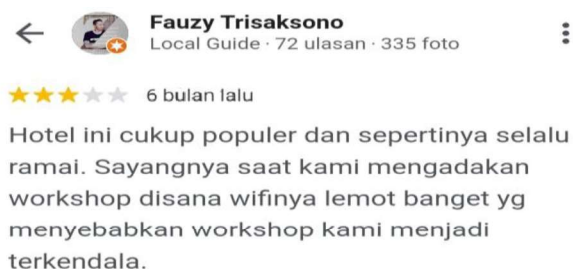 Fauzy Trisaksono
Local Guide · 72 ulasan · 335 foto
6 bulan lalu
Hotel ini cukup populer dan sepertinya selalu
ramai. Sayangnya saat kami mengadakan
workshop disana wifinya lemot banget yg
menyebabkan workshop kami menjadi
terkendala.